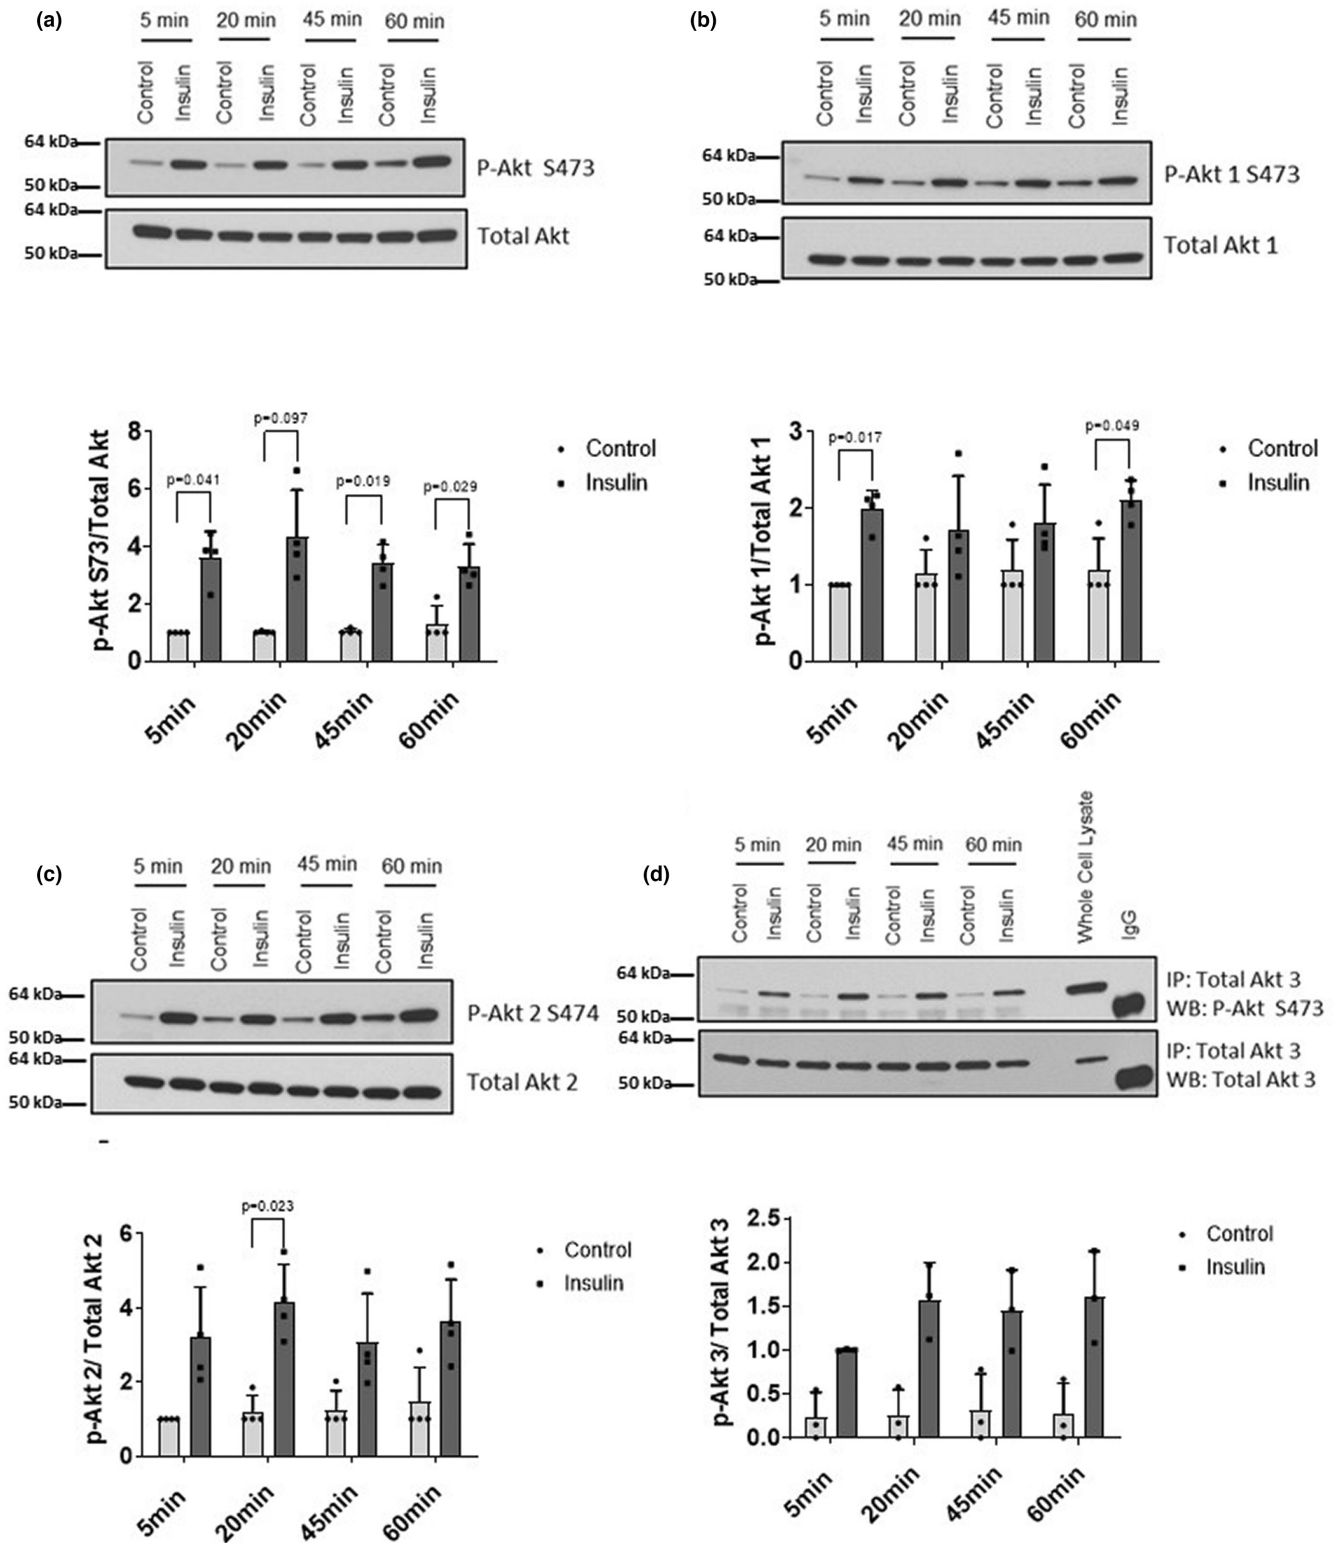 (a)
5 min 20 min 45 min 60 min
Control Insulin Control Insulin Control Insulin Control Insulin
64 kDa
50 kDa
P-Akt S473
64 kDa
50 kDa
Total Akt
p=0.041
p=0.097
p=0.019
p=0.029
8
6
4
2
0
p-Akt S73/Total Akt
5min 20min 45min 60min
Control
Insulin
(b)
5 min 20 min 45 min 60 min
Control Insulin Control Insulin Control Insulin Control Insulin
64 kDa
50 kDa
P-Akt 1 S473
64 kDa
50 kDa
Total Akt 1
p=0.017
p=0.049
3
2
1
0
p-Akt 1/Total Akt 1
5min 20min 45min 60min
Control
Insulin
(c)
5 min 20 min 45 min 60 min
Control Insulin Control Insulin Control Insulin Control Insulin
64 kDa
50 kDa
P-Akt 2 S474
64 kDa
50 kDa
Total Akt 2
p=0.023
6
4
2
0
p-Akt 2/ Total Akt 2
5min 20min 45min 60min
Control
Insulin
(d)
5 min 20 min 45 min 60 min
Control Insulin Control Insulin Control Insulin Control Insulin Whole Cell Lysate IgG
64 kDa
50 kDa
IP: Total Akt 3
WB: P-Akt S473
64 kDa
50 kDa
IP: Total Akt 3
WB: Total Akt 3
2.5
2.0
1.5
1.0
0.5
0.0
p-Akt 3/ Total Akt 3
5min 20min 45min 60min
Control
Insulin